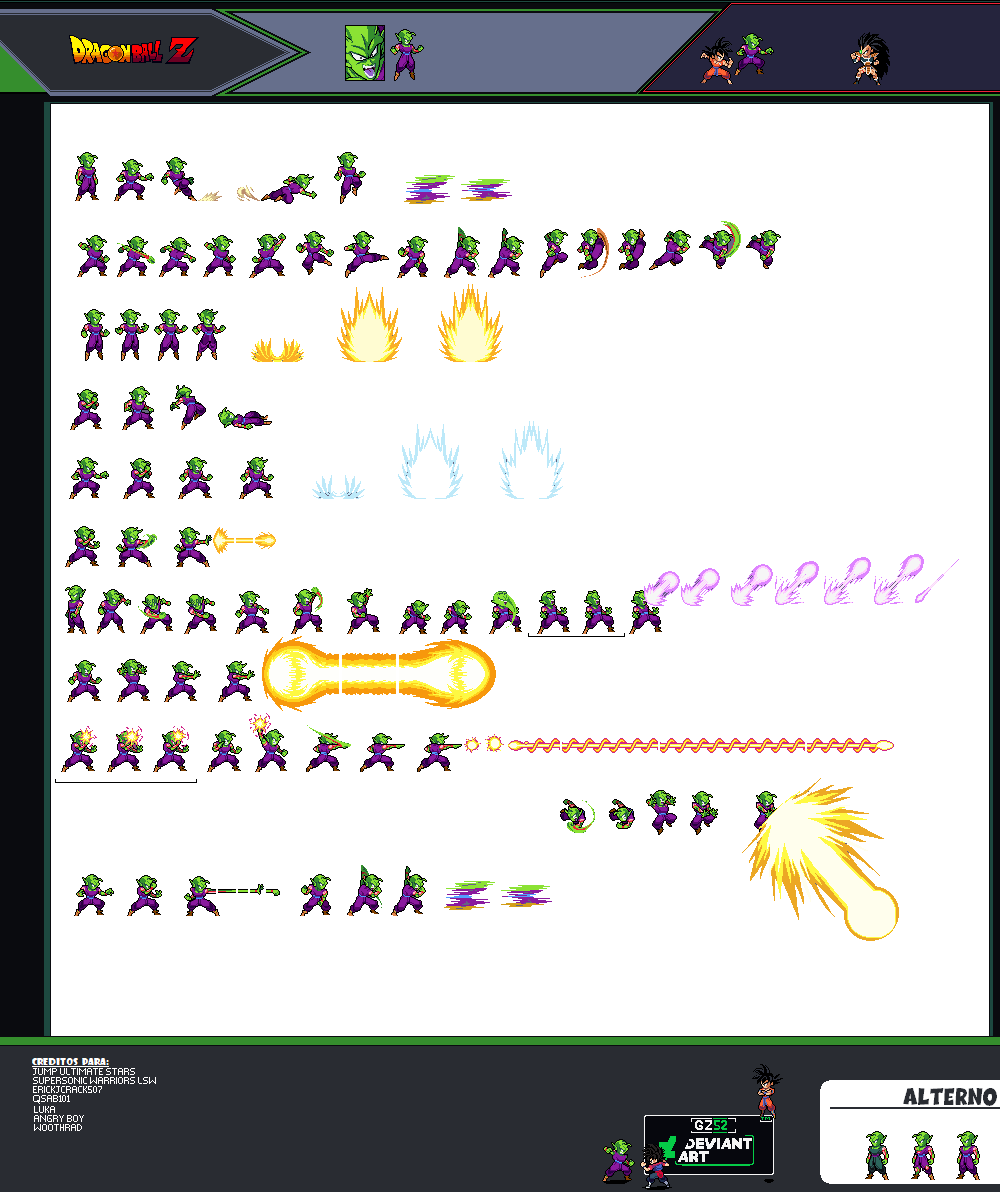 DRAGON BALL Z
CREDITOS PARA:
JUMP ULTIMATE STARS
SUPERSONIC WARRIORS LSW
ERICKJCRACK507
QSAB101
LUKA
ANGRY BOY
WOOTHRAD
GZ52
DEVIANT
ART
ALTERNO